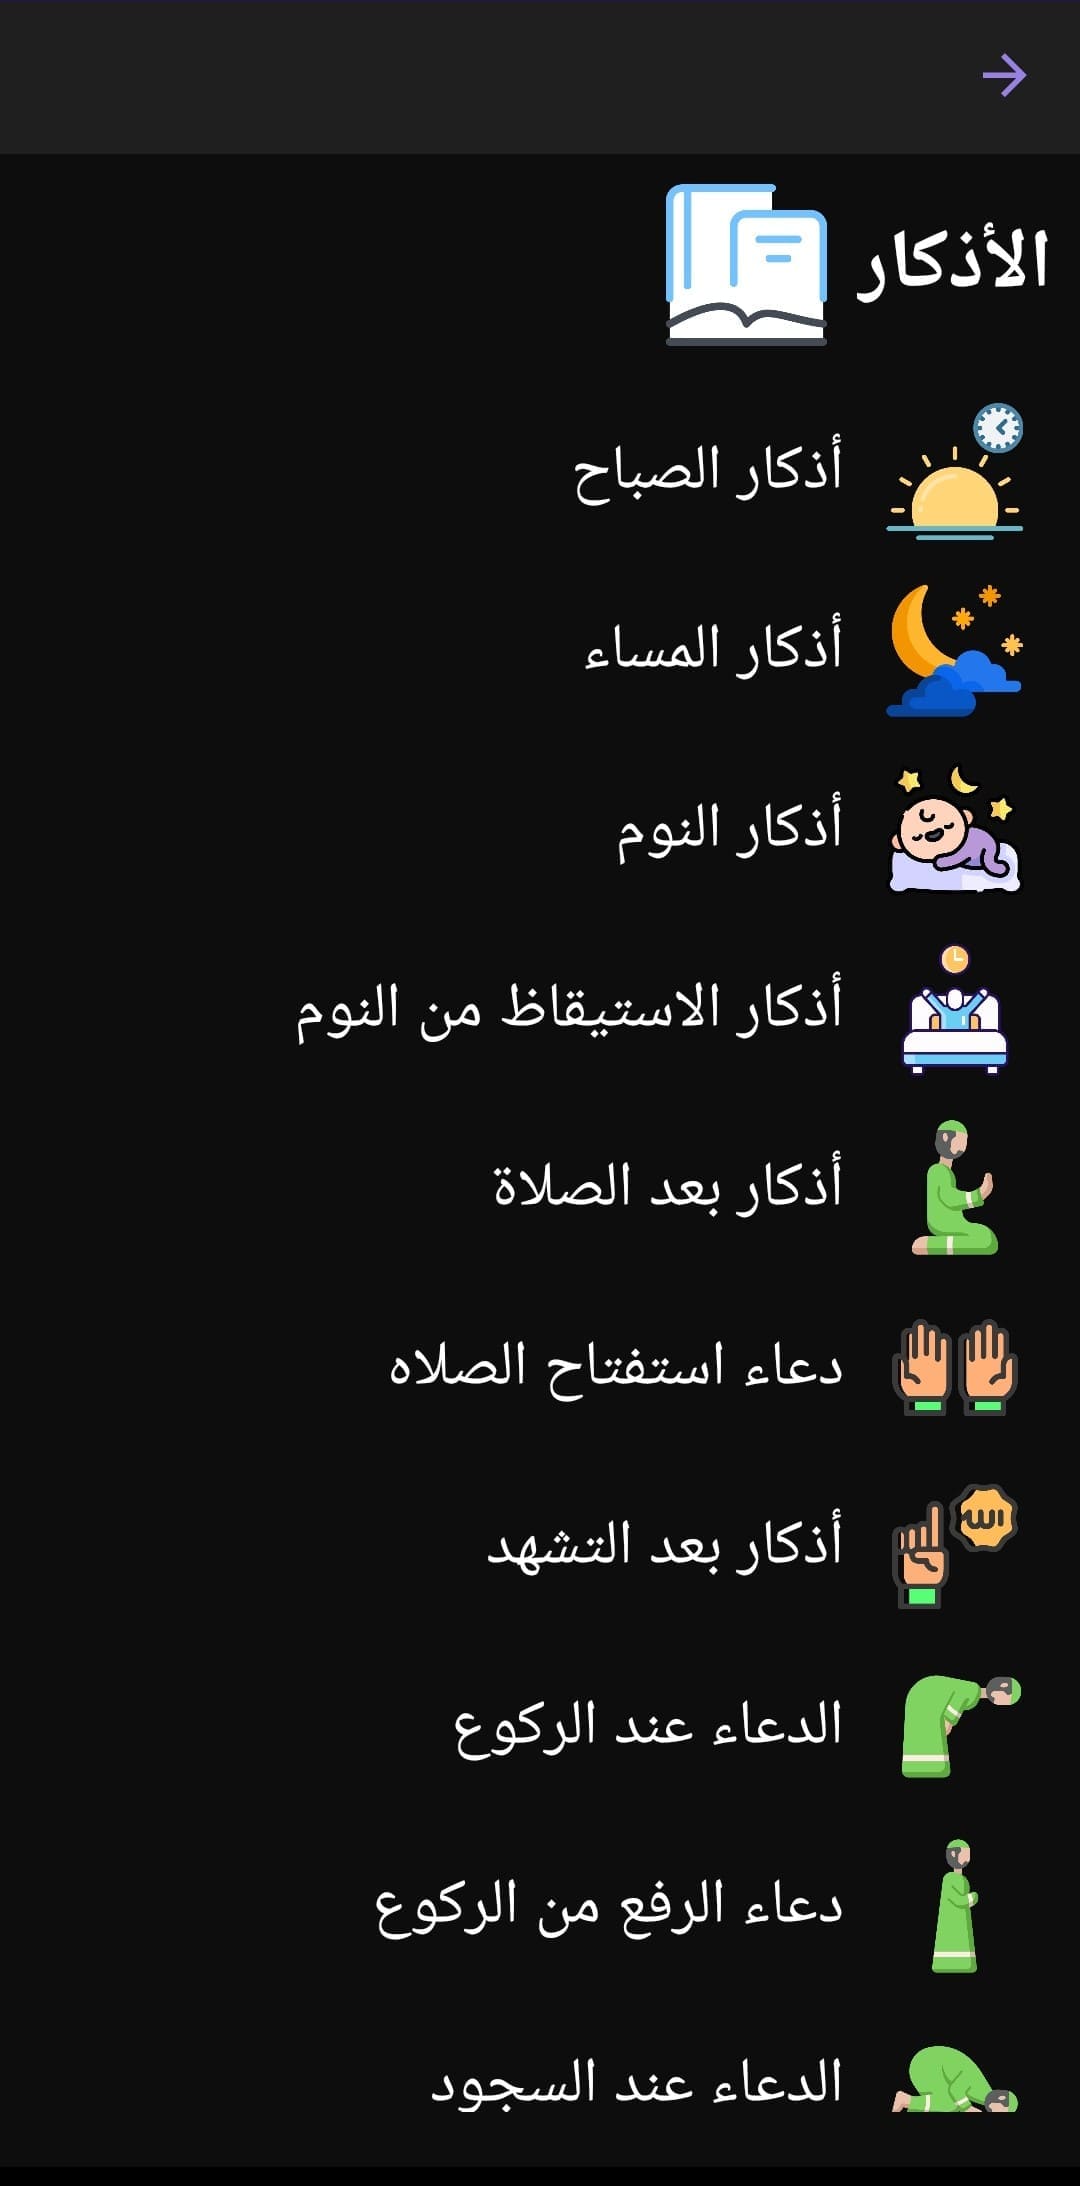 الأذكار
أذكار الصباح
أذكار المساء
أذكار النوم
أذكار الاستيقاظ من النوم
أذكار بعد الصلاة
دعاء استفتاح الصلاه
أذكار بعد التشهد
الله
الدعاء عند الركوع
دعاء الرفع من الركوع
الدعاء عند السجود